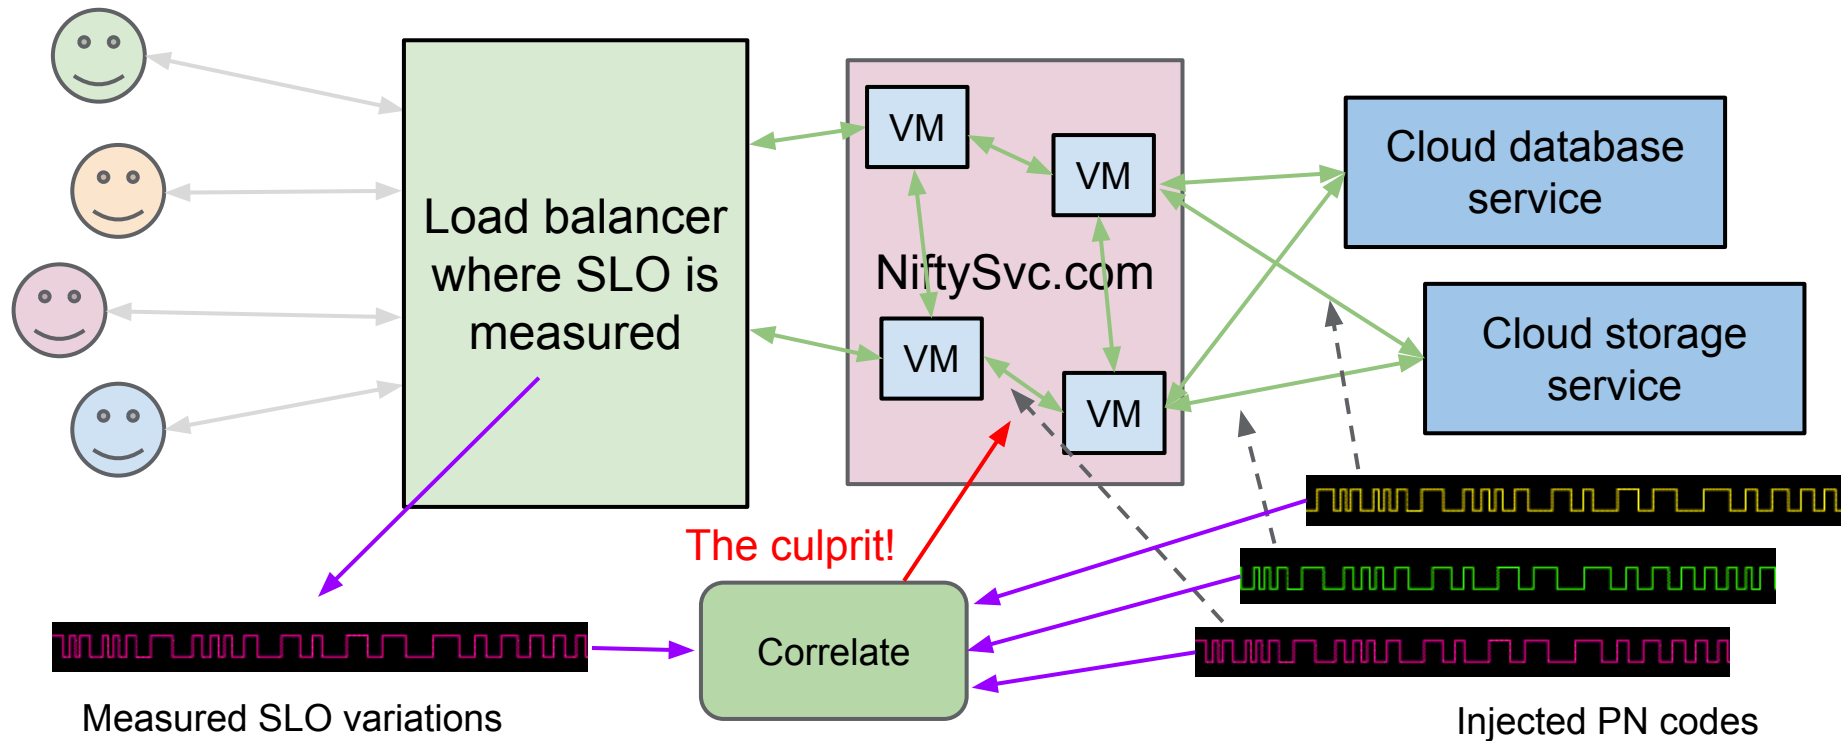 Load balancer
where SLO is
measured
VM
VM
NiftySvc.com
VM
VM
Cloud database
service
Cloud storage
service
The culprit!
Correlate
Measured SLO variations
Injected PN codes